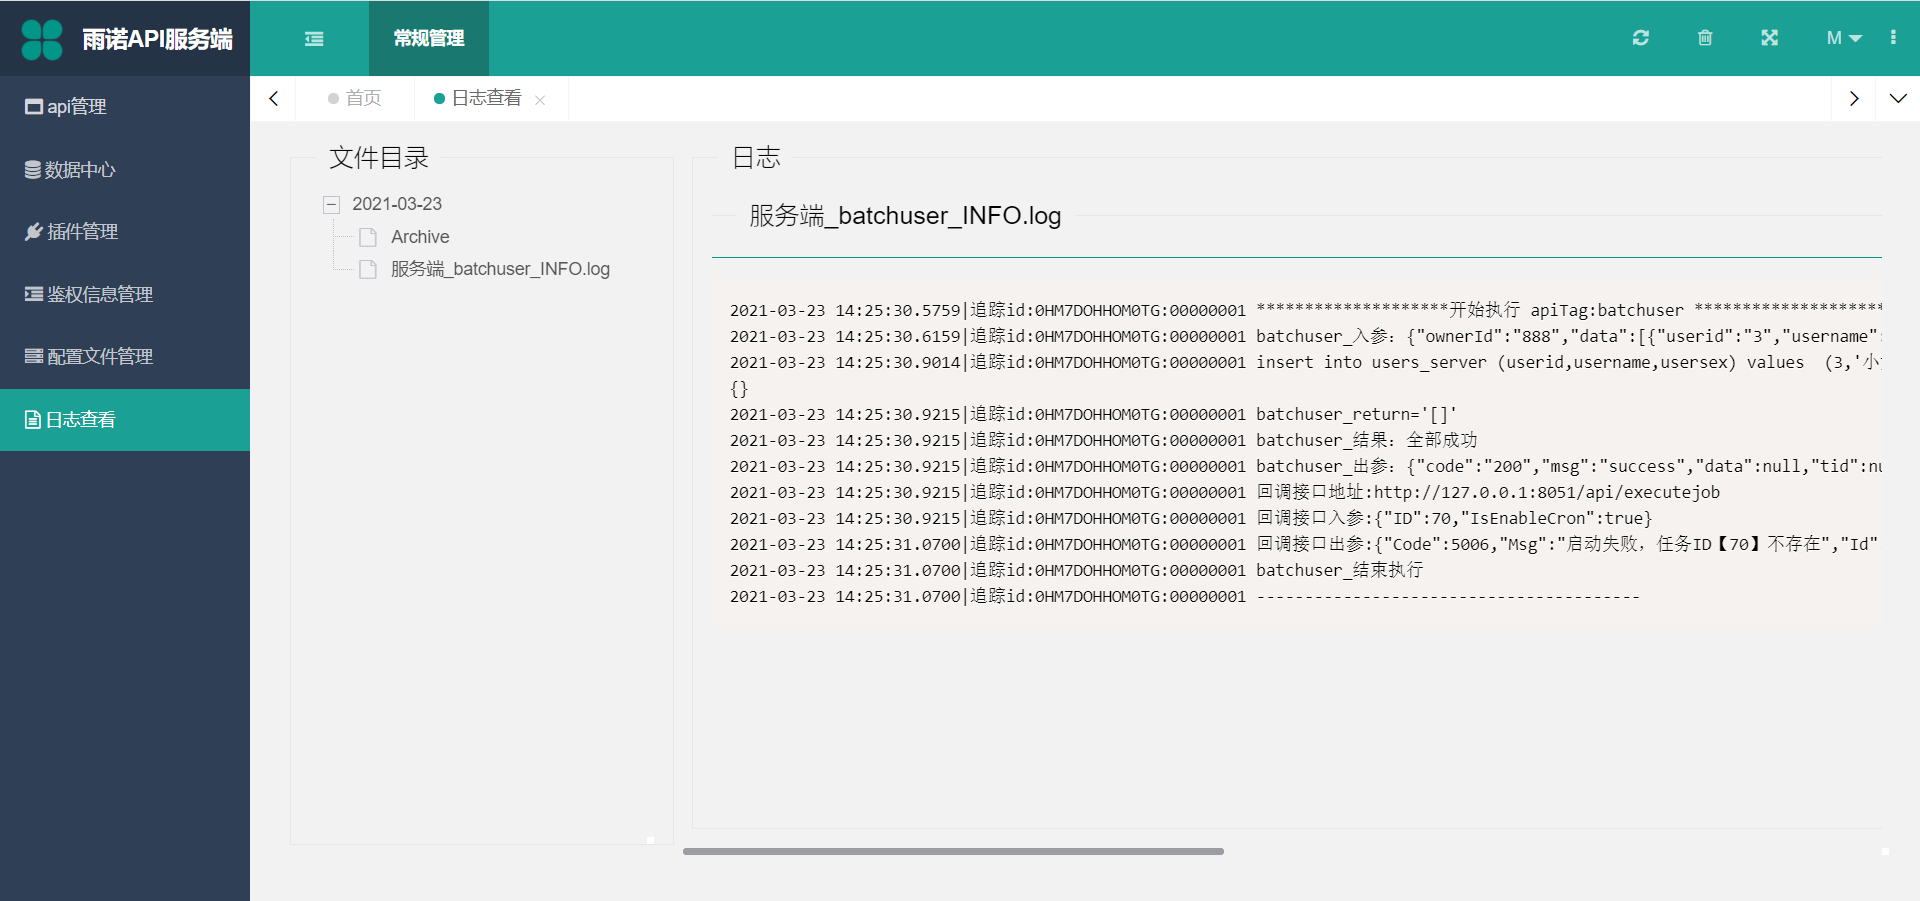 雨诺API服务端
常规管理
M
api管理
数据中心
插件管理
鉴权信息管理
配置文件管理
日志查看
首页
日志查看
文件目录
2021-03-23
Archive
服务端_batchuser_INFO.log
日志
服务端_batchuser_INFO.log
2021-03-23 14:25:30.5759|追踪id:0HM7DOHHOM0TG:00000001 ********************开始执行 apiTag:batchuser ********************
2021-03-23 14:25:30.6159|追踪id:0HM7DOHHOM0TG:00000001 batchuser_入参: {"ownerId":"888","data":[{"userid":"3","username":
2021-03-23 14:25:30.9014|追踪id:0HM7DOHHOM0TG:00000001 insert into users_server (userid,username,usersex) values  (3,'小
{}
2021-03-23 14:25:30.9215|追踪id:0HM7DOHHOM0TG:00000001 batchuser_return='[]'
2021-03-23 14:25:30.9215|追踪id:0HM7DOHHOM0TG:00000001 batchuser_结果: 全部成功
2021-03-23 14:25:30.9215|追踪id:0HM7DOHHOM0TG:00000001 batchuser_出参: {"code":"200","msg":"success","data":null,"tid":nu
2021-03-23 14:25:30.9215|追踪id:0HM7DOHHOM0TG:00000001 回调接口地址:http://127.0.0.1:8051/api/executejob
2021-03-23 14:25:30.9215|追踪id:0HM7DOHHOM0TG:00000001 回调接口入参:{"ID":70,"IsEnableCron":true}
2021-03-23 14:25:31.0700|追踪id:0HM7DOHHOM0TG:00000001 回调接口出参:{"Code":5006,"Msg":"启动失败，任务ID【70】不存在","Id"
2021-03-23 14:25:31.0700|追踪id:0HM7DOHHOM0TG:00000001 batchuser_结束执行
2021-03-23 14:25:31.0700|追踪id:0HM7DOHHOM0TG:00000001 ----------------------------------------